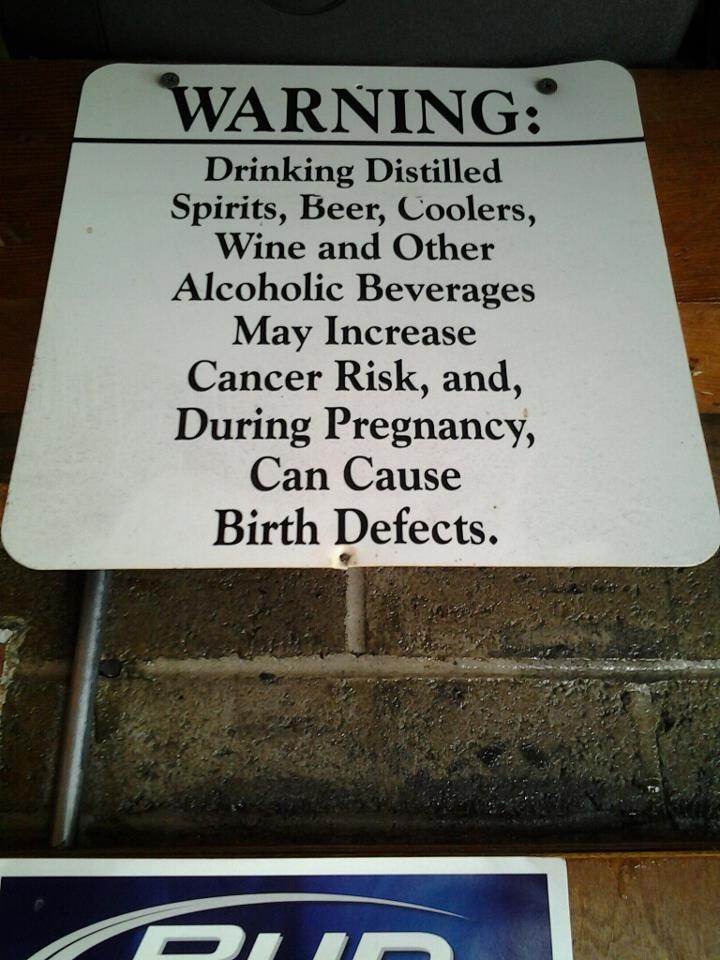 WARNING:
Drinking Distilled
Spirits, Beer, Coolers,
Wine and Other
Alcoholic Beverages
May Increase
Cancer Risk, and,
During Pregnancy,
Can Cause
Birth Defects.
BUD